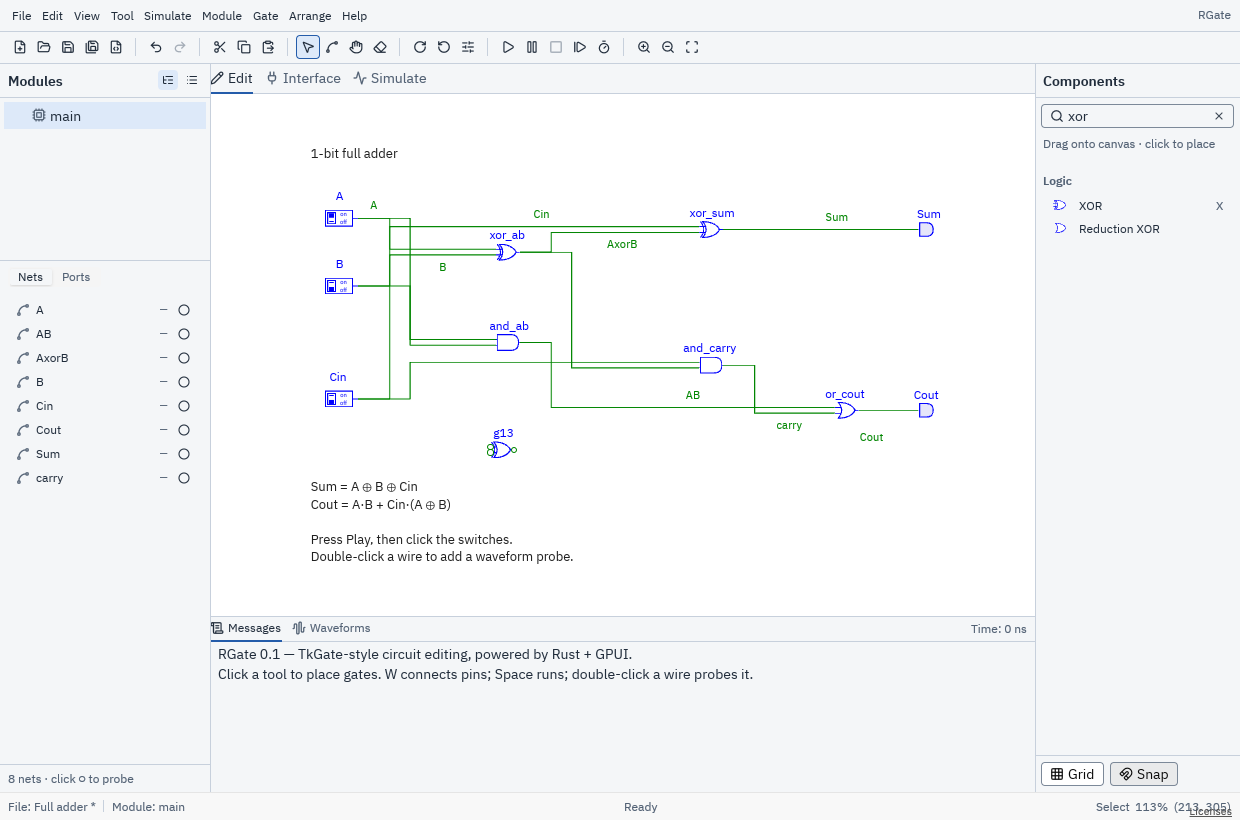 File Edit View Tool Simulate Module Gate Arrange Help RGate
Modules
Edit Interface Simulate
Components
main
xor
Drag onto canvas · click to place
Logic
XOR X
Reduction XOR
1-bit full adder
A
A
Cin
xor_sum
Sum
Sum
xor_ab
AxorB
B
B
and_ab
and_carry
Cin
AB
or_cout
Cout
carry
Cout
g13
on
off
on
off
on
off
Sum = A ⊕ B ⊕ Cin
Cout = A·B + Cin·(A ⊕ B)
Press Play, then click the switches.
Double-click a wire to add a waveform probe.
Nets Ports
A
AB
AxorB
B
Cin
Cout
Sum
carry
Messages Waveforms Time: 0 ns
RGate 0.1 — TkGate-style circuit editing, powered by Rust + GPUI.
Click a tool to place gates. W connects pins; Space runs; double-click a wire probes it.
8 nets · click o to probe
Grid Snap
File: Full adder * Module: main Ready Select 113% (213, 305)
Licenses